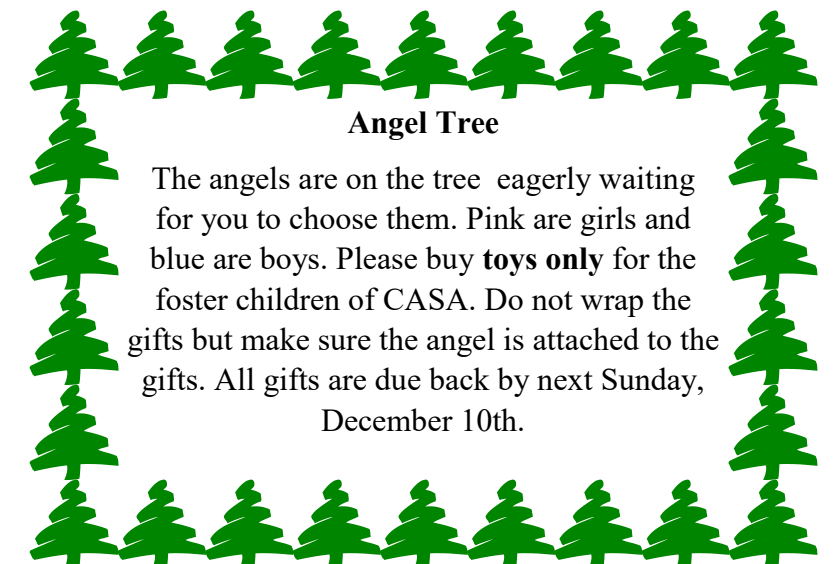 Angel Tree
The angels are on the tree  eagerly waiting
for you to choose them. Pink are girls and
blue are boys. Please buy toys only for the
foster children of CASA. Do not wrap the
gifts but make sure the angel is attached to the
gifts. All gifts are due back by next Sunday,
December 10th.